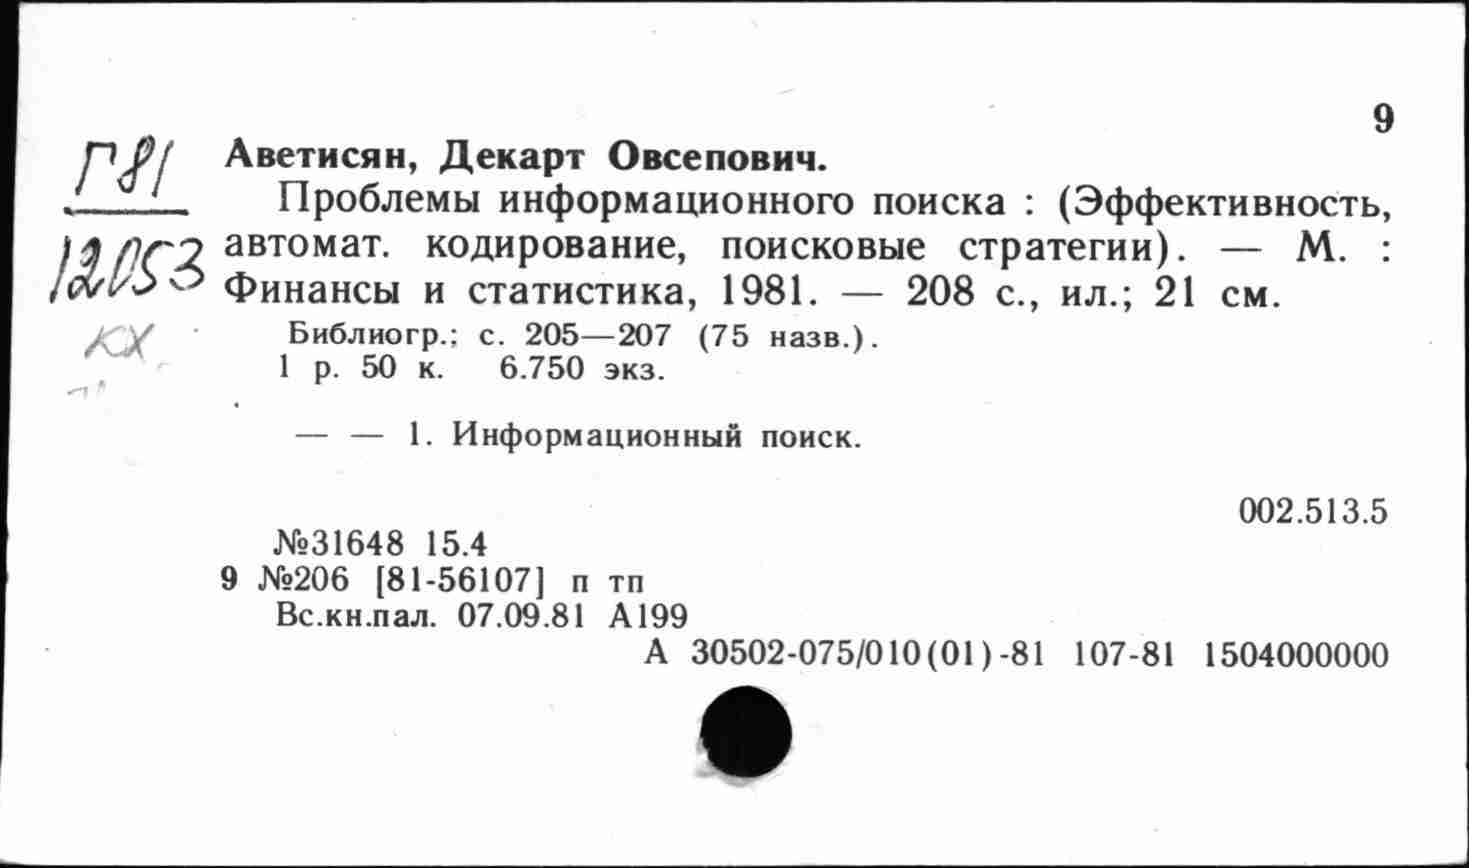 9
Г81
12053
КХ
Аветисян, Декарт Овсепович.
Проблемы информационного поиска : (Эффективность,
автомат. кодирование, поисковые стратегии). — М. :
Финансы и статистика, 1981. — 208 с., ил.; 21 см.
Библиогр.; с. 205—207 (75 назв.).
1 р. 50 к. 6.750 экз.
— — 1. Информационный поиск.
002.513.5
№31648 15.4
9 №206 [81-56107] п тп
Вс.кн.пал. 07.09.81 А199
А 30502-075/010(01)-81 107-81 1504000000